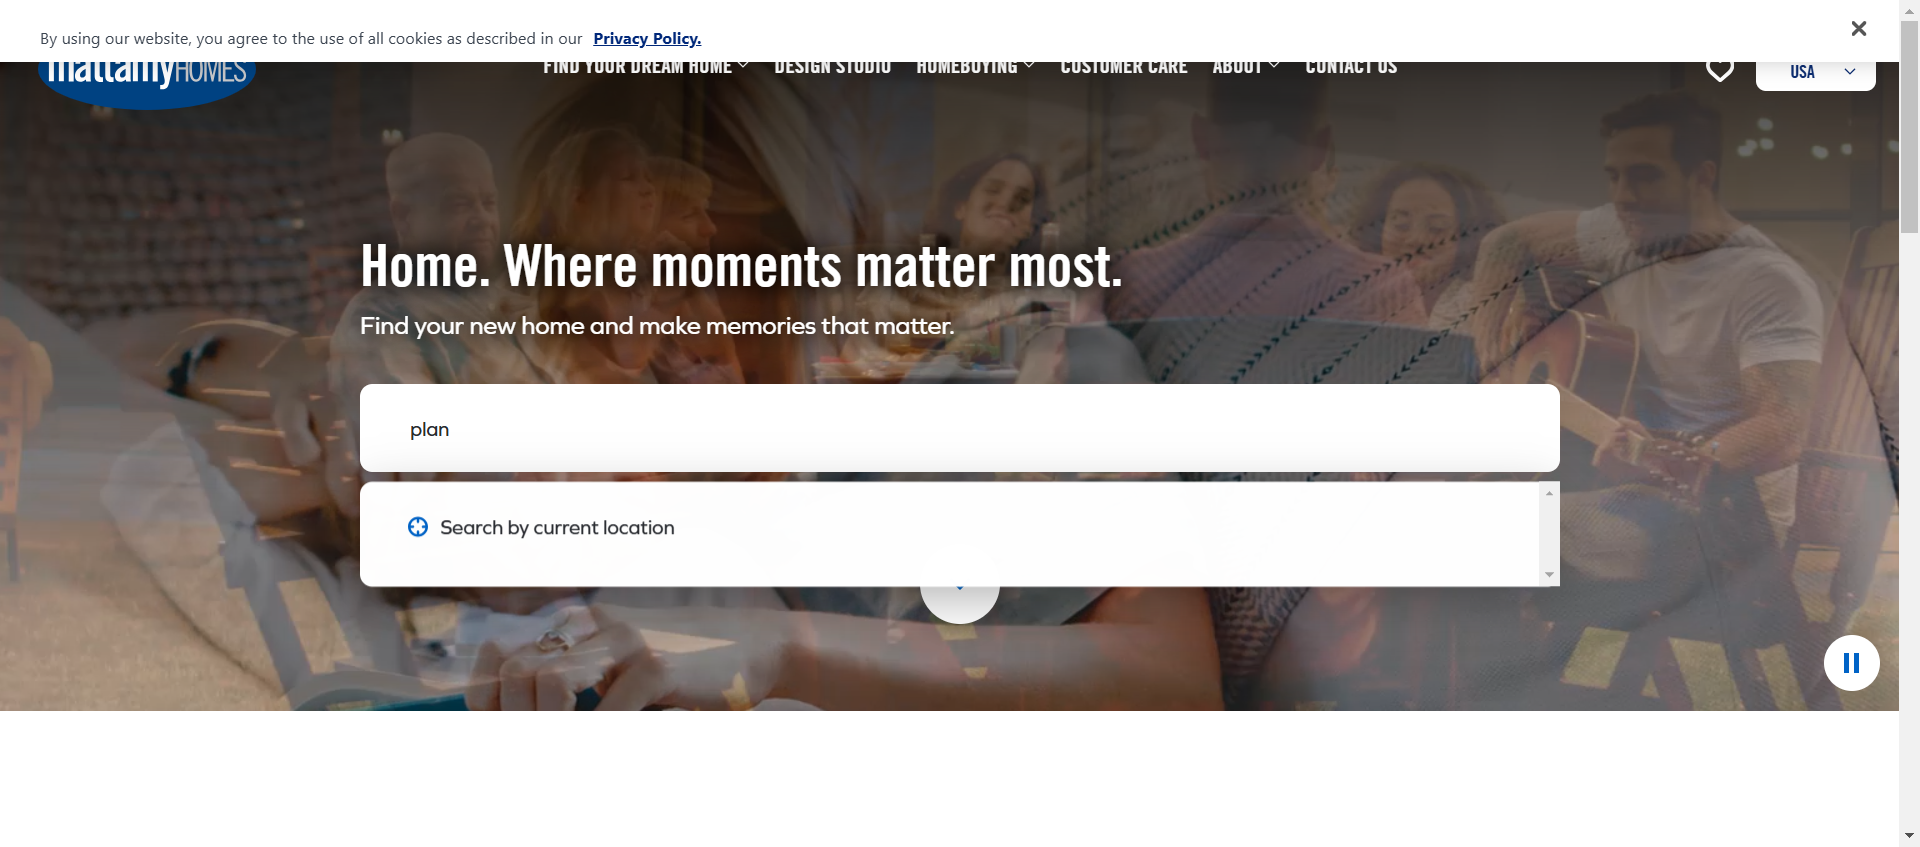 By using our website, you agree to the use of all cookies as described in our Privacy Policy.
mattamyHOMES
FIND YOUR DREAM HOME DESIGN STUDIO HOMEBUYING CUSTOMER CARE ABOUT CONTACT US
USA
Home. Where moments matter most.
Find your new home and make memories that matter.
plan
Search by current location